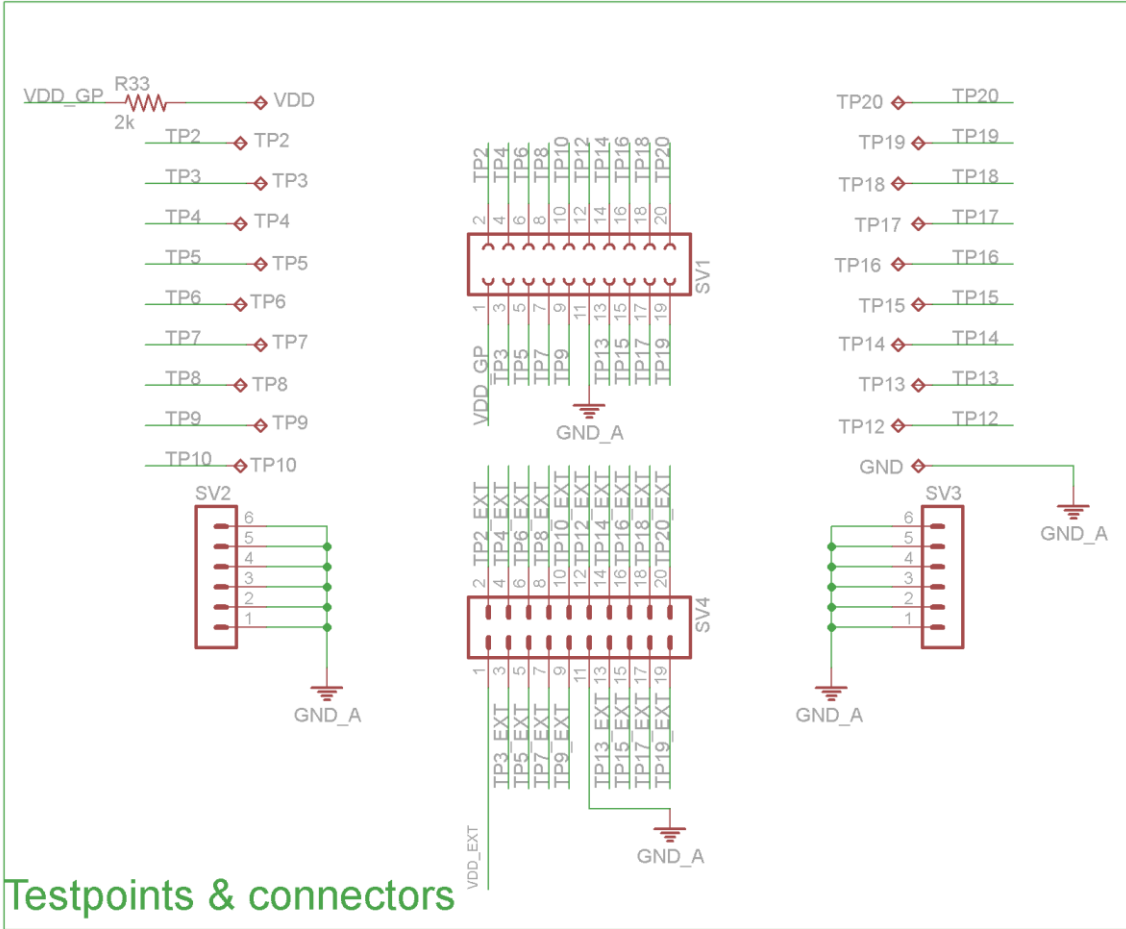 R33
VDD_GP
2k
VDD
TP2 TP2
TP3 TP3
TP4 TP4
TP5 TP5
TP6 TP6
TP7 TP7
TP8 TP8
TP9 TP9
TP10 TP10
TP2 TP4 TP6 TP8 TP10 TP12 TP14 TP16 TP18 TP20
2 4 6 8 10 12 14 16 18 20
SV1
1 3 5 7 9 11 13 15 17 19
VDD_GP TP3 TP5 TP7 TP9 TP13 TP15 TP17 TP19
GND_A
TP20 TP20
TP19 TP19
TP18 TP18
TP17 TP17
TP16 TP16
TP15 TP15
TP14 TP14
TP13 TP13
TP12 TP12
GND
GND_A
SV2
6
5
4
3
2
1
GND_A
TP2_EXT TP4_EXT TP6_EXT TP8_EXT TP10_EXT TP12_EXT TP14_EXT TP16_EXT TP18_EXT TP20_EXT
2 4 6 8 10 12 14 16 18 20
SV4
1 3 5 7 9 11 13 15 17 19
VDD_EXT TP3_EXT TP5_EXT TP7_EXT TP9_EXT TP13_EXT TP15_EXT TP17_EXT TP19_EXT
GND_A
SV3
6
5
4
3
2
1
GND_A
Testpoints & connectors